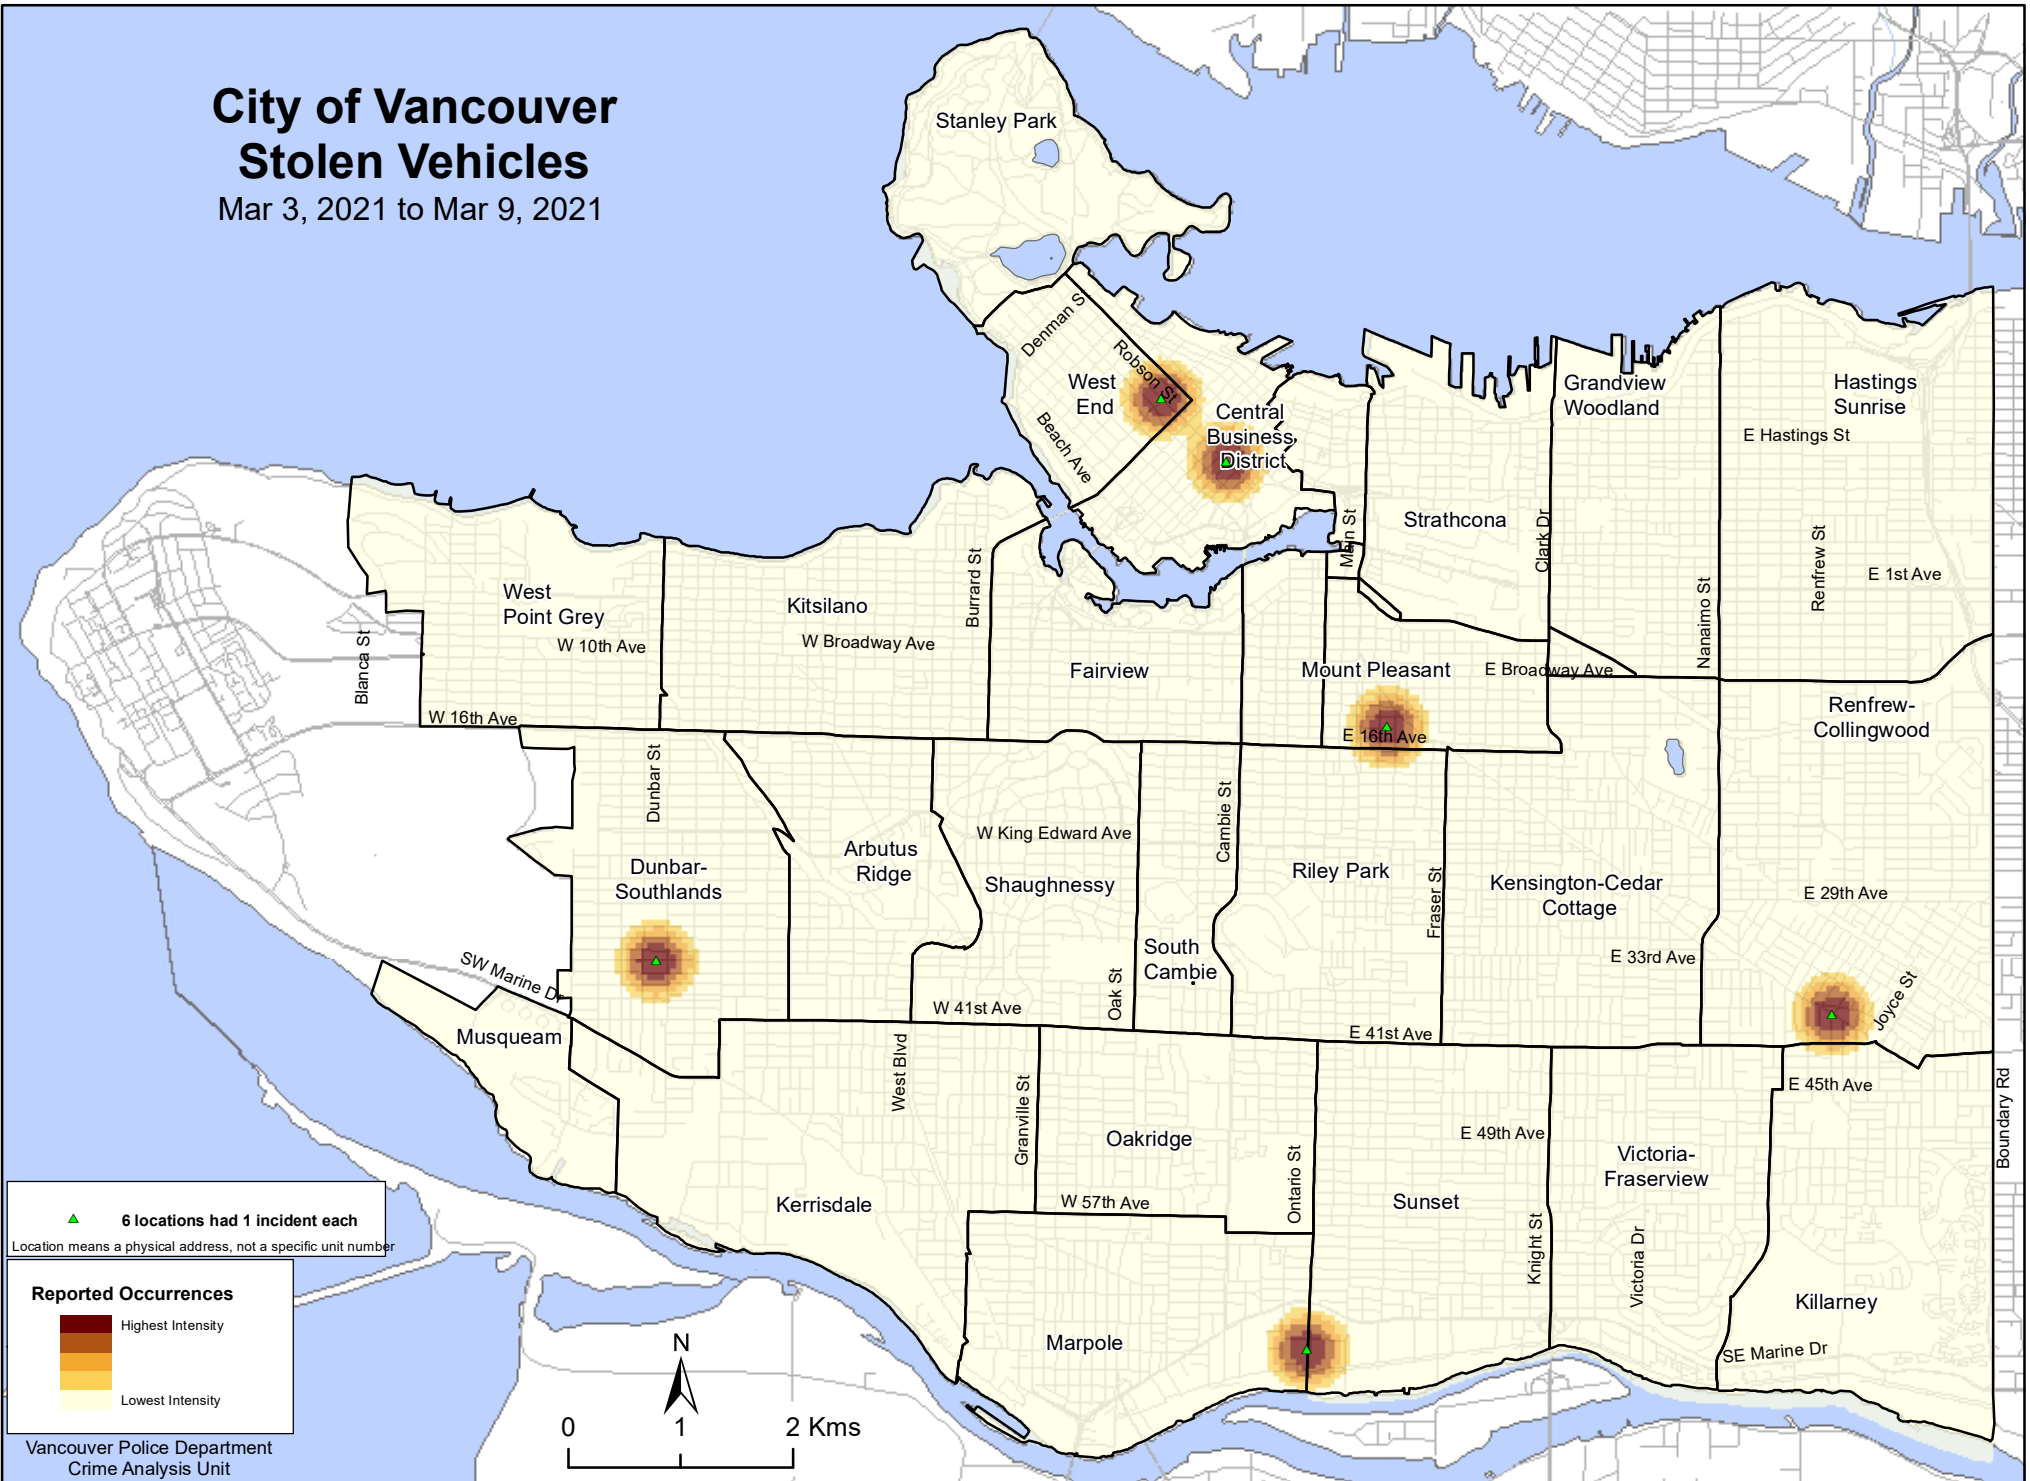 City of Vancouver
Stolen Vehicles
Mar 3, 2021 to Mar 9, 2021
Stanley Park
Denman S
Robson St
West
End
Beach Ave
Central
Business
District
Grandview
Woodland
Hastings
Sunrise
E Hastings St
Strathcona
Main St
Clark Dr
Nanaimo St
Renfrew St
E 1st Ave
West
Point Grey
W 10th Ave
Blanca St
W 16th Ave
Kitsilano
W Broadway Ave
Burrard St
Fairview
Mount Pleasant
E Broadway Ave
E 16th Ave
Renfrew-
Collingwood
Dunbar St
Dunbar-
Southlands
Arbutus
Ridge
W King Edward Ave
Shaughnessy
Cambie St
South
Cambie
Oak St
Riley Park
Fraser St
Kensington-Cedar
Cottage
E 29th Ave
E 33rd Ave
Joyce St
SW Marine Dr
Musqueam
W 41st Ave
E 41st Ave
E 45th Ave
West Blvd
Granville St
Oakridge
W 57th Ave
Ontario St
E 49th Ave
Sunset
Knight St
Victoria-
Fraserview
Victoria Dr
Boundary Rd
Kerrisdale
Marpole
Killarney
SE Marine Dr
6 locations had 1 incident each
Location means a physical address, not a specific unit number
Reported Occurrences
Highest Intensity
Lowest Intensity
Vancouver Police Department
Crime Analysis Unit
N
0 1 2 Kms